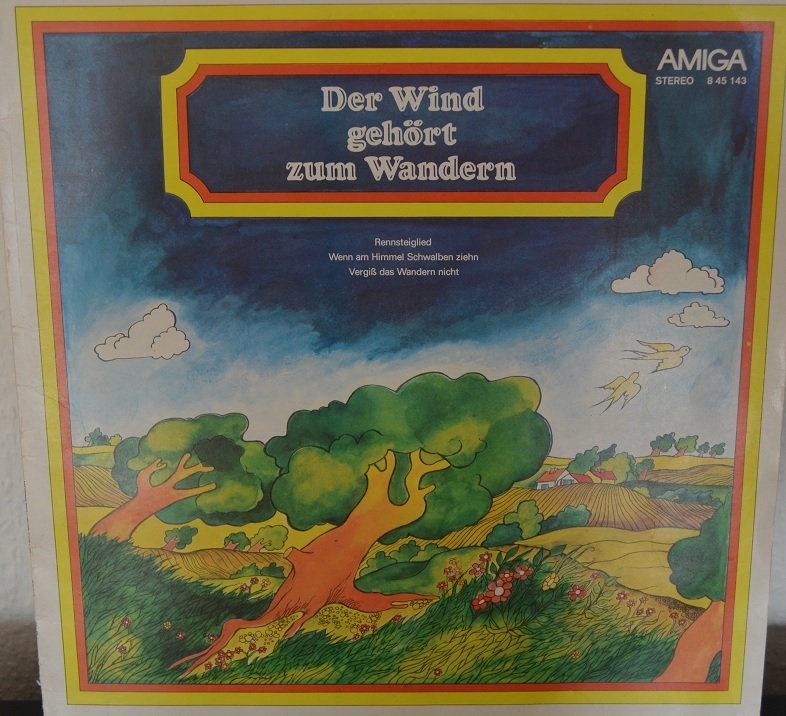 AMIGA
STEREO 8 45 143
Der Wind
gehört
zum Wandern
Rennsteiglied
Wenn am Himmel Schwalben ziehn
Vergiß das Wandern nicht